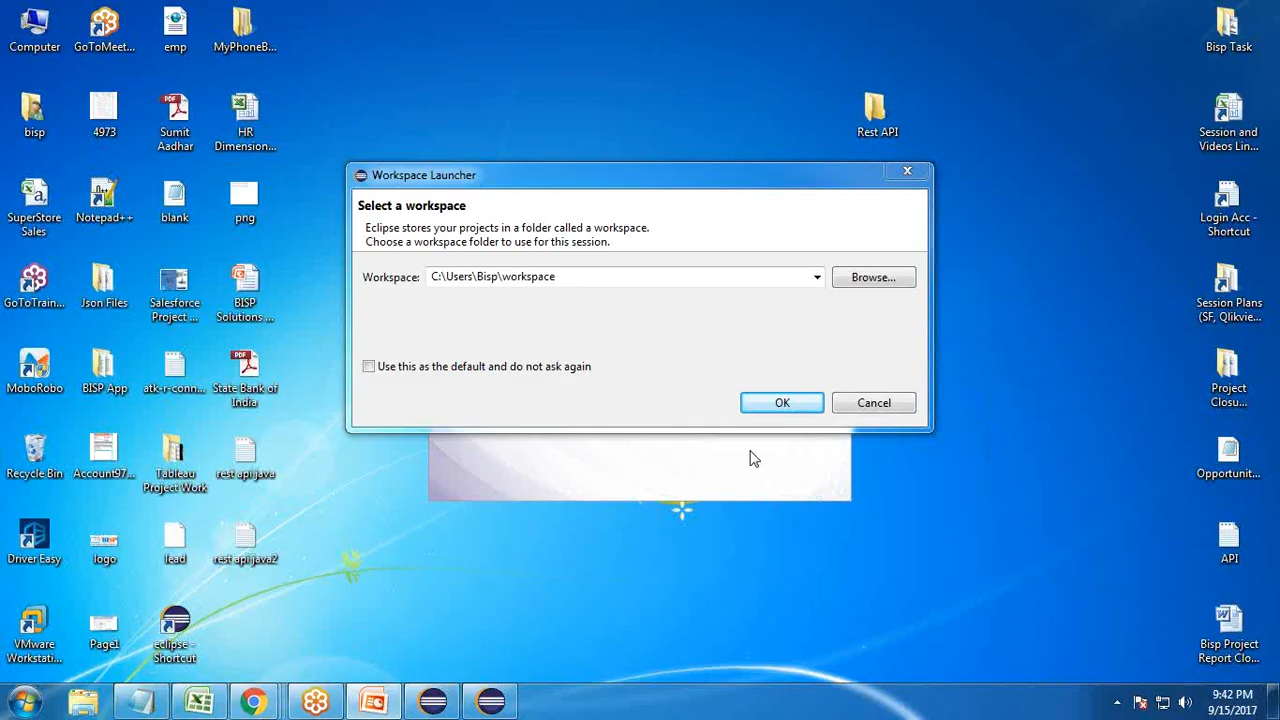 Computer
GoToMeet...
emp
MyPhoneB...
Bisp Task
bisp
4973
Sumit
Aadhar
HR
Dimension...
Rest API
Session and
Videos Lin...
SuperStore
Sales
Notepad++
blank
png
Login Acc -
Shortcut
GoToTrain...
Json Files
Salesforce
Project ...
BISP
Solutions ...
Session Plans
(SF, Qlikvie...
MoboRobo
BISP App
atk-r-conn...
State Bank of
India
Project
Closu...
Recycle Bin
Account97...
Tableau
Project Work
rest api java
Opportunit...
Driver Easy
logo
lead
rest api java2
API
VMware
Workstati...
Page1
eclipse -
Shortcut
Bisp Project
Report Clo...
Workspace Launcher
Select a workspace
Eclipse stores your projects in a folder called a workspace.
Choose a workspace folder to use for this session.
Workspace: C:\Users\Bisp\workspace
Browse...
Use this as the default and do not ask again
OK
Cancel
9:42 PM
9/15/2017